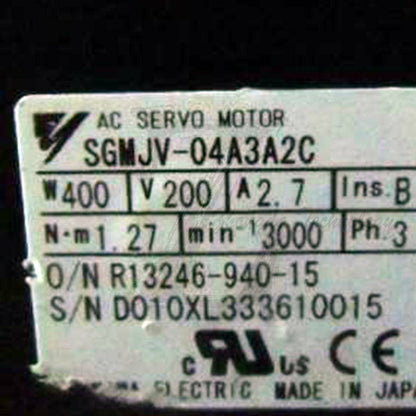 AC SERVO MOTOR
SGMJV-04A3A2C
W 400 V 200 A 2.7 Ins. B
N·m 1.27 min⁻¹ 3000 Ph. 3
O/N R13246-940-15
S/N D010XL333610015
c UR us CE
ELECTRIC MADE IN JAPA